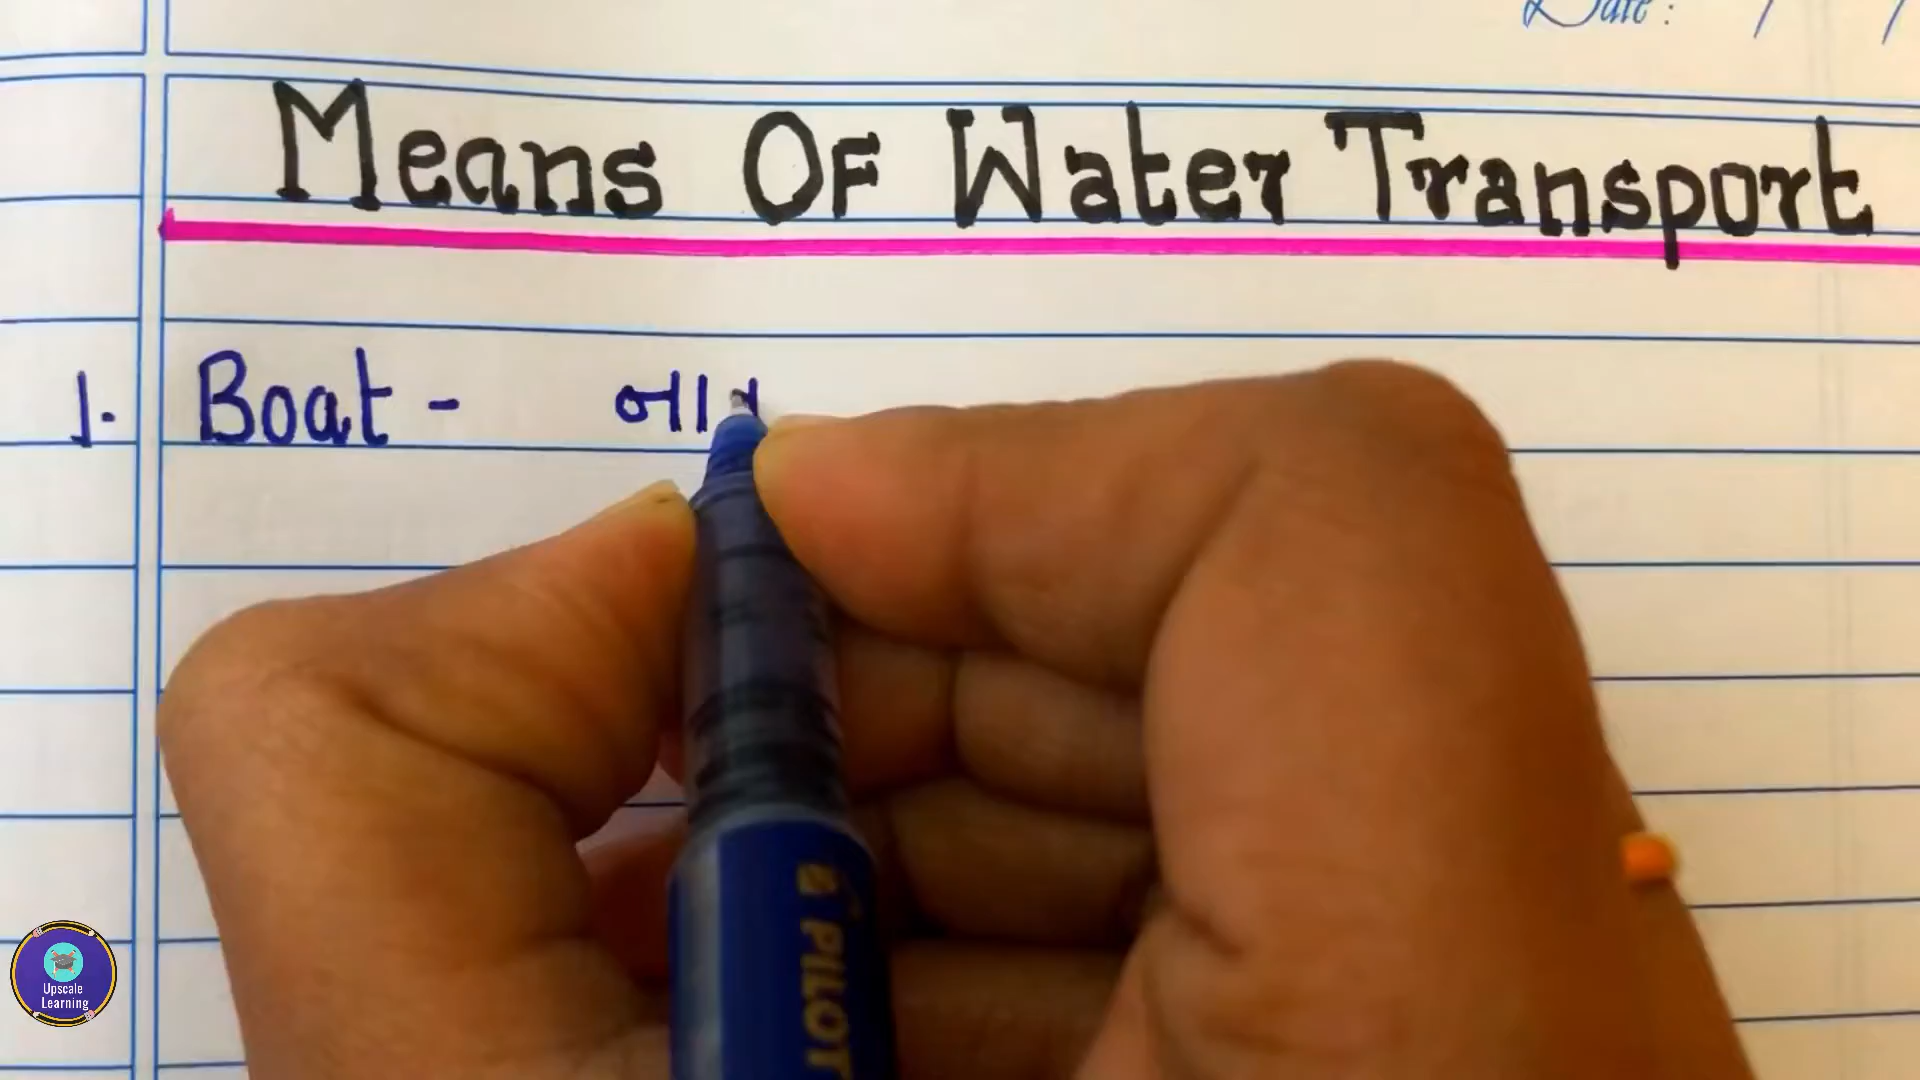 Date: / /
Means Of Water Transport
1. Boat -
PILOT
Upscale
Learning